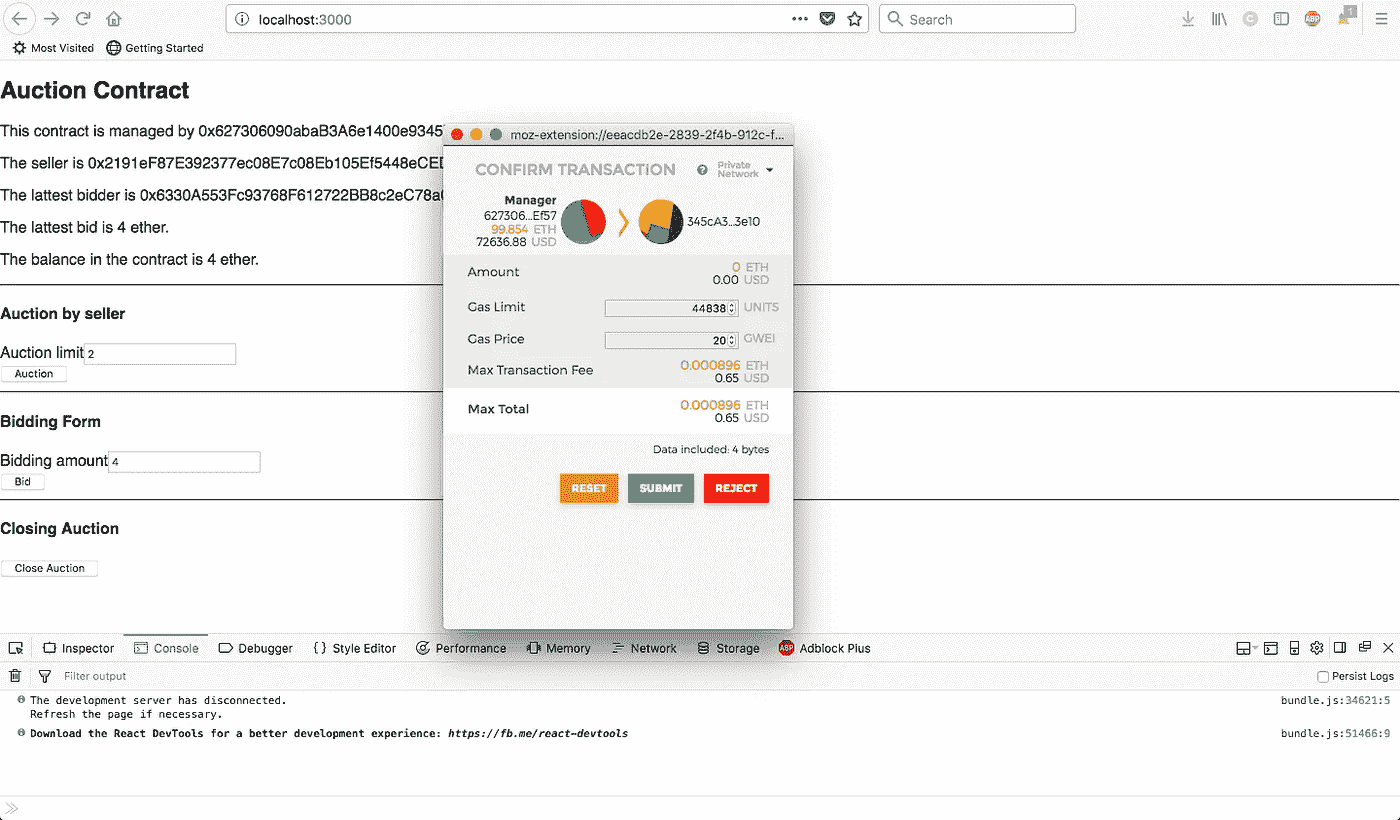 localhost:3000
Search
1
Most Visited
Getting Started
Auction Contract
This contract is managed by 0x627306090abaB3A6e1400e9345
The seller is 0x2191eF87E392377ec08E7c08Eb105Ef5448eCED
The lattest bidder is 0x6330A553Fc93768F612722BB8c2eC78a
The lattest bid is 4 ether.
The balance in the contract is 4 ether.
Auction by seller
Auction limit 2
Auction
Bidding Form
Bidding amount 4
Bid
Closing Auction
Close Auction
moz-extension://eeacdb2e-2839-2f4b-912c-f...
CONFIRM TRANSACTION
Private
Network
Manager
627306...Ef57
99.854 ETH
72636.88 USD
345cA3...3e10
Amount
0 ETH
0.00 USD
Gas Limit
44838 UNITS
Gas Price
20 GWEI
Max Transaction Fee
0.000896 ETH
0.65 USD
Max Total
0.000896 ETH
0.65 USD
Data included: 4 bytes
RESET SUBMIT REJECT
Inspector Console Debugger { } Style Editor Performance Memory Network Storage ABP Adblock Plus
Filter output
Persist Logs
The development server has disconnected.
bundle.js:34621:5
Refresh the page if necessary.
Download the React DevTools for a better development experience: https://fb.me/react-devtools
bundle.js:51466:9